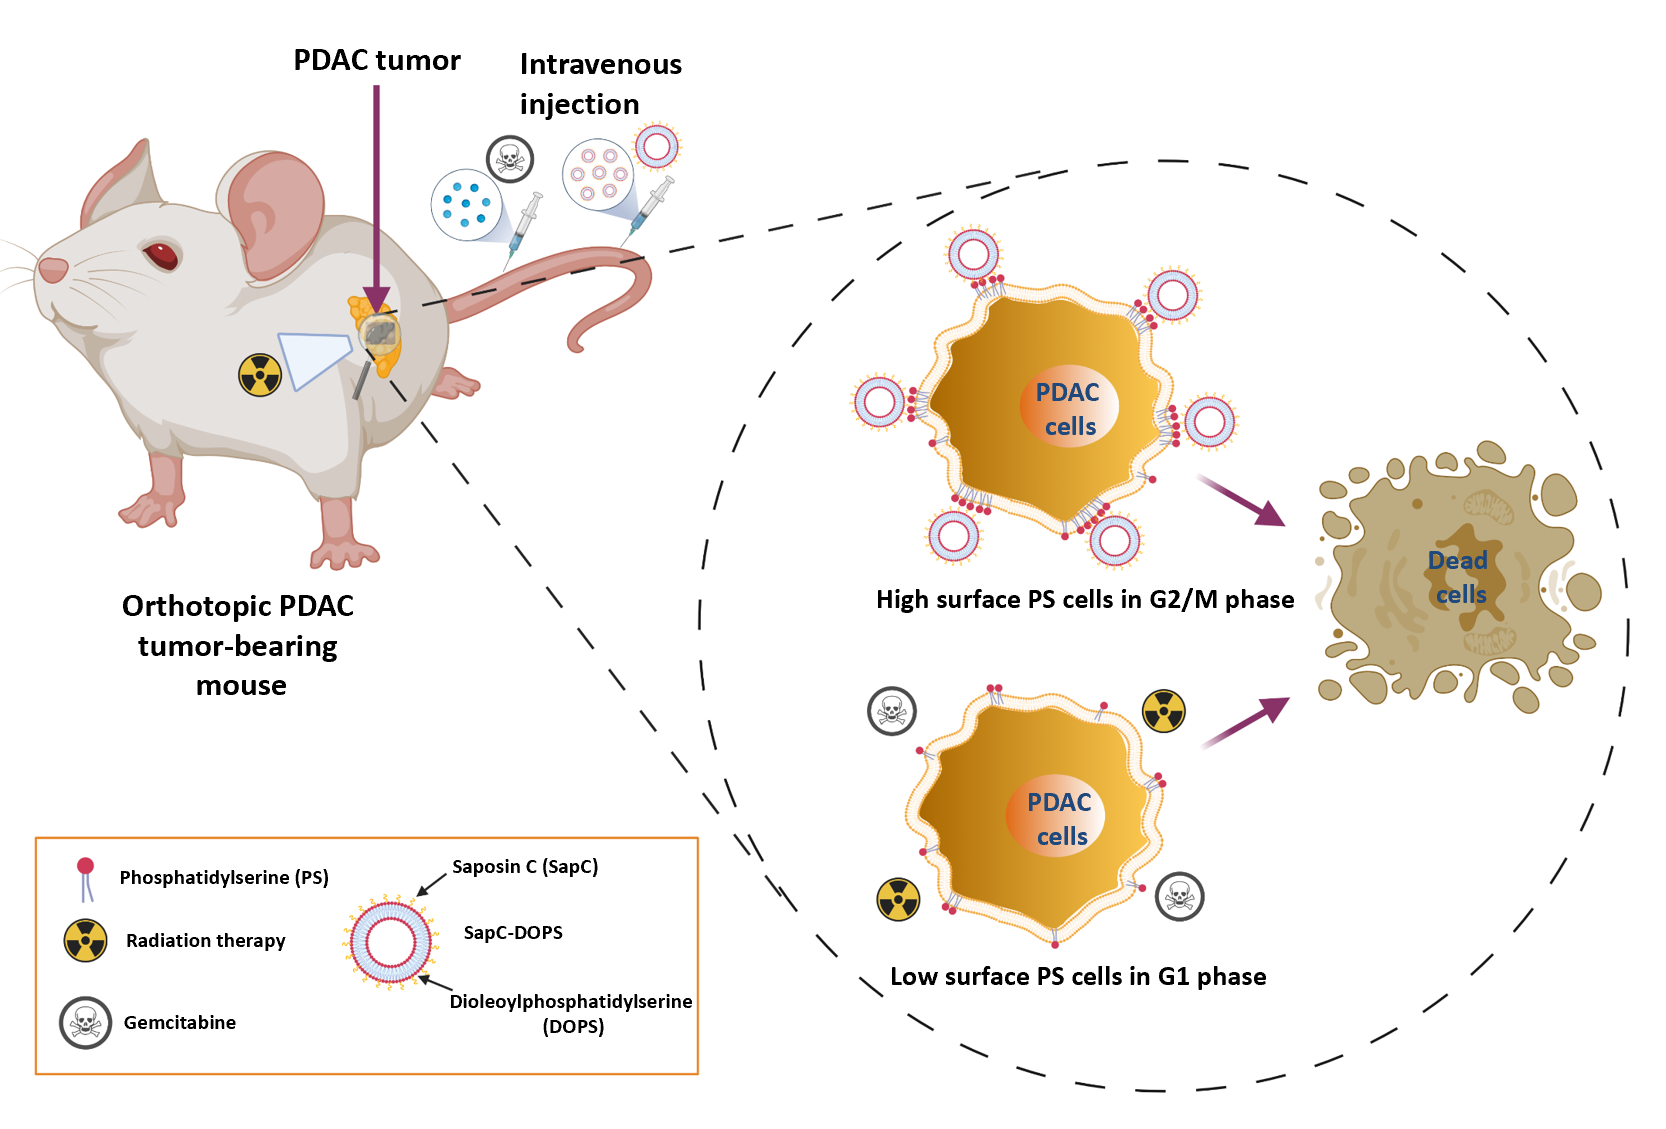 PDAC tumor
Intravenous
injection
Orthotopic PDAC
tumor-bearing
mouse
PDAC
cells
High surface PS cells in G2/M phase
Dead
cells
PDAC
cells
Low surface PS cells in G1 phase
Phosphatidylserine (PS)
Radiation therapy
Gemcitabine
Saposin C (SapC)
SapC-DOPS
Dioleoylphosphatidylserine
(DOPS)